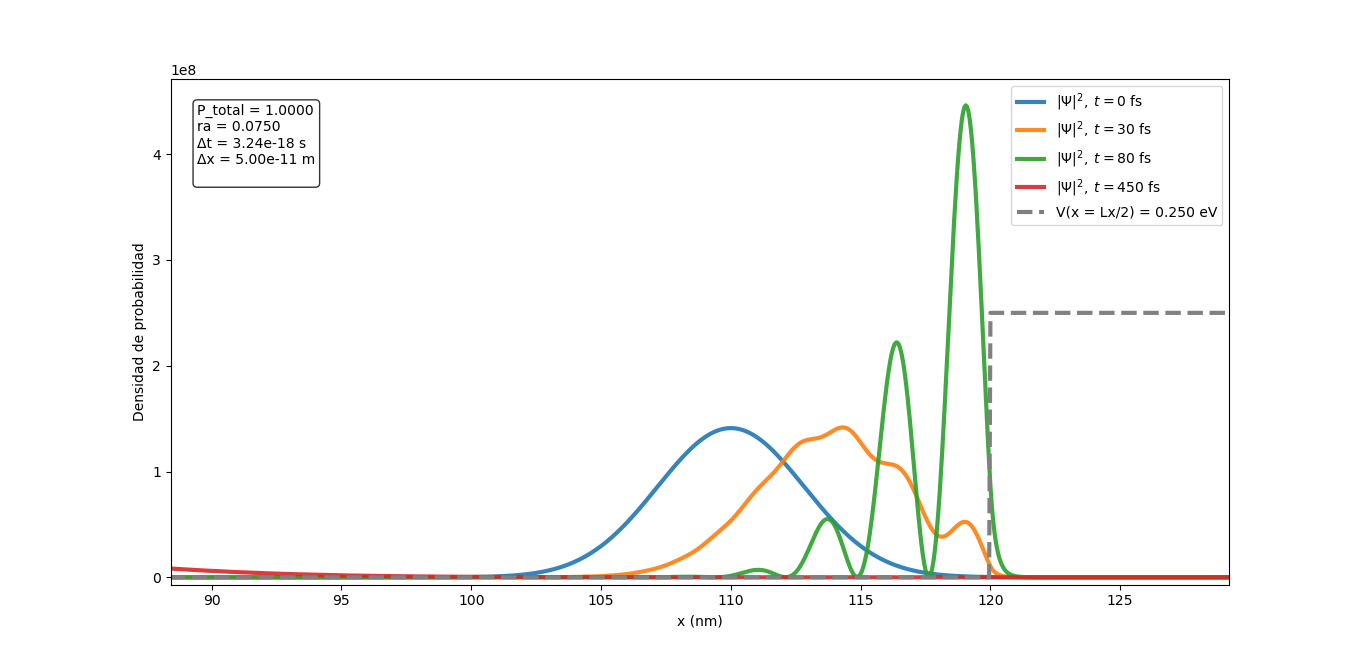 1e8
P_total = 1.0000
ra = 0.0750
Δt = 3.24e-18 s
Δx = 5.00e-11 m
|Ψ|², t = 0 fs
|Ψ|², t = 30 fs
|Ψ|², t = 80 fs
|Ψ|², t = 450 fs
V(x = Lx/2) = 0.250 eV
Densidad de probabilidad
4
3
2
1
0
90 95 100 105 110 115 120 125
x (nm)